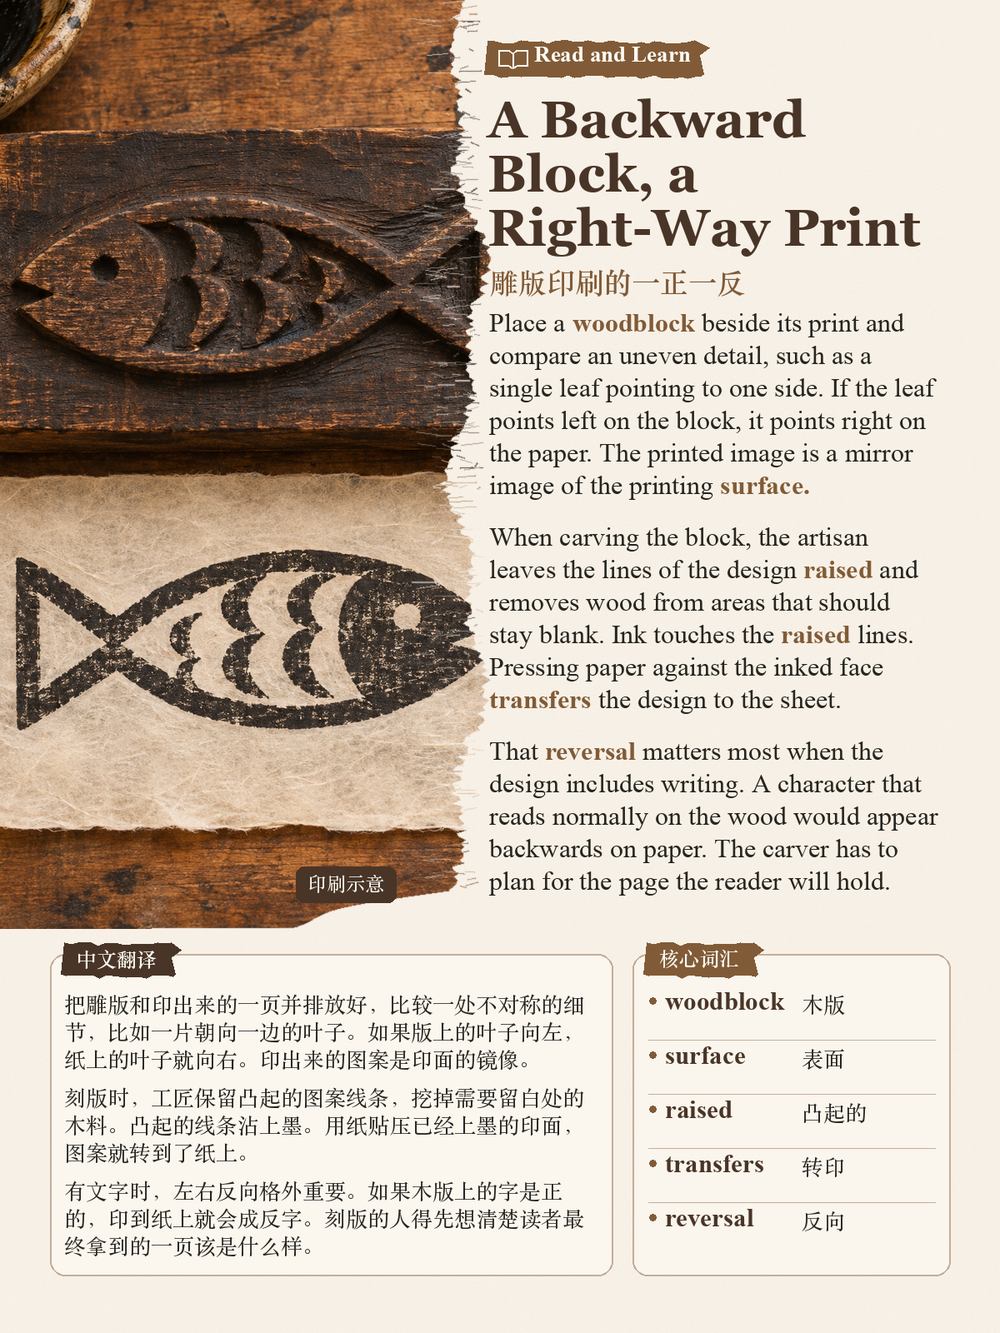 Read and Learn
A Backward
Block, a
Right-Way Print
雕版印刷的一正一反
Place a woodblock beside its print and
compare an uneven detail, such as a
single leaf pointing to one side. If the leaf
points left on the block, it points right on
the paper. The printed image is a mirror
image of the printing surface.
When carving the block, the artisan
leaves the lines of the design raised and
removes wood from areas that should
stay blank. Ink touches the raised lines.
Pressing paper against the inked face
transfers the design to the sheet.
That reversal matters most when the
design includes writing. A character that
reads normally on the wood would appear
backwards on paper. The carver has to
plan for the page the reader will hold.
印刷示意
中文翻译
把雕版和印出来的一页并排放好，比较一处不对称的细
节，比如一片朝向一边的叶子。如果版上的叶子向左，
纸上的叶子就向右。印出来的图案是印面的镜像。
刻版时，工匠保留凸起的图案线条，挖掉需要留白处的
木料。凸起的线条沾上墨。用纸贴压已经上墨的印面，
图案就转到了纸上。
有文字时，左右反向格外重要。如果木版上的字是正
的，印到纸上就会成反字。刻版的人得先想清楚读者最
终拿到的一页该是什么样。
核心词汇
• woodblock 木版
• surface 表面
• raised 凸起的
• transfers 转印
• reversal 反向